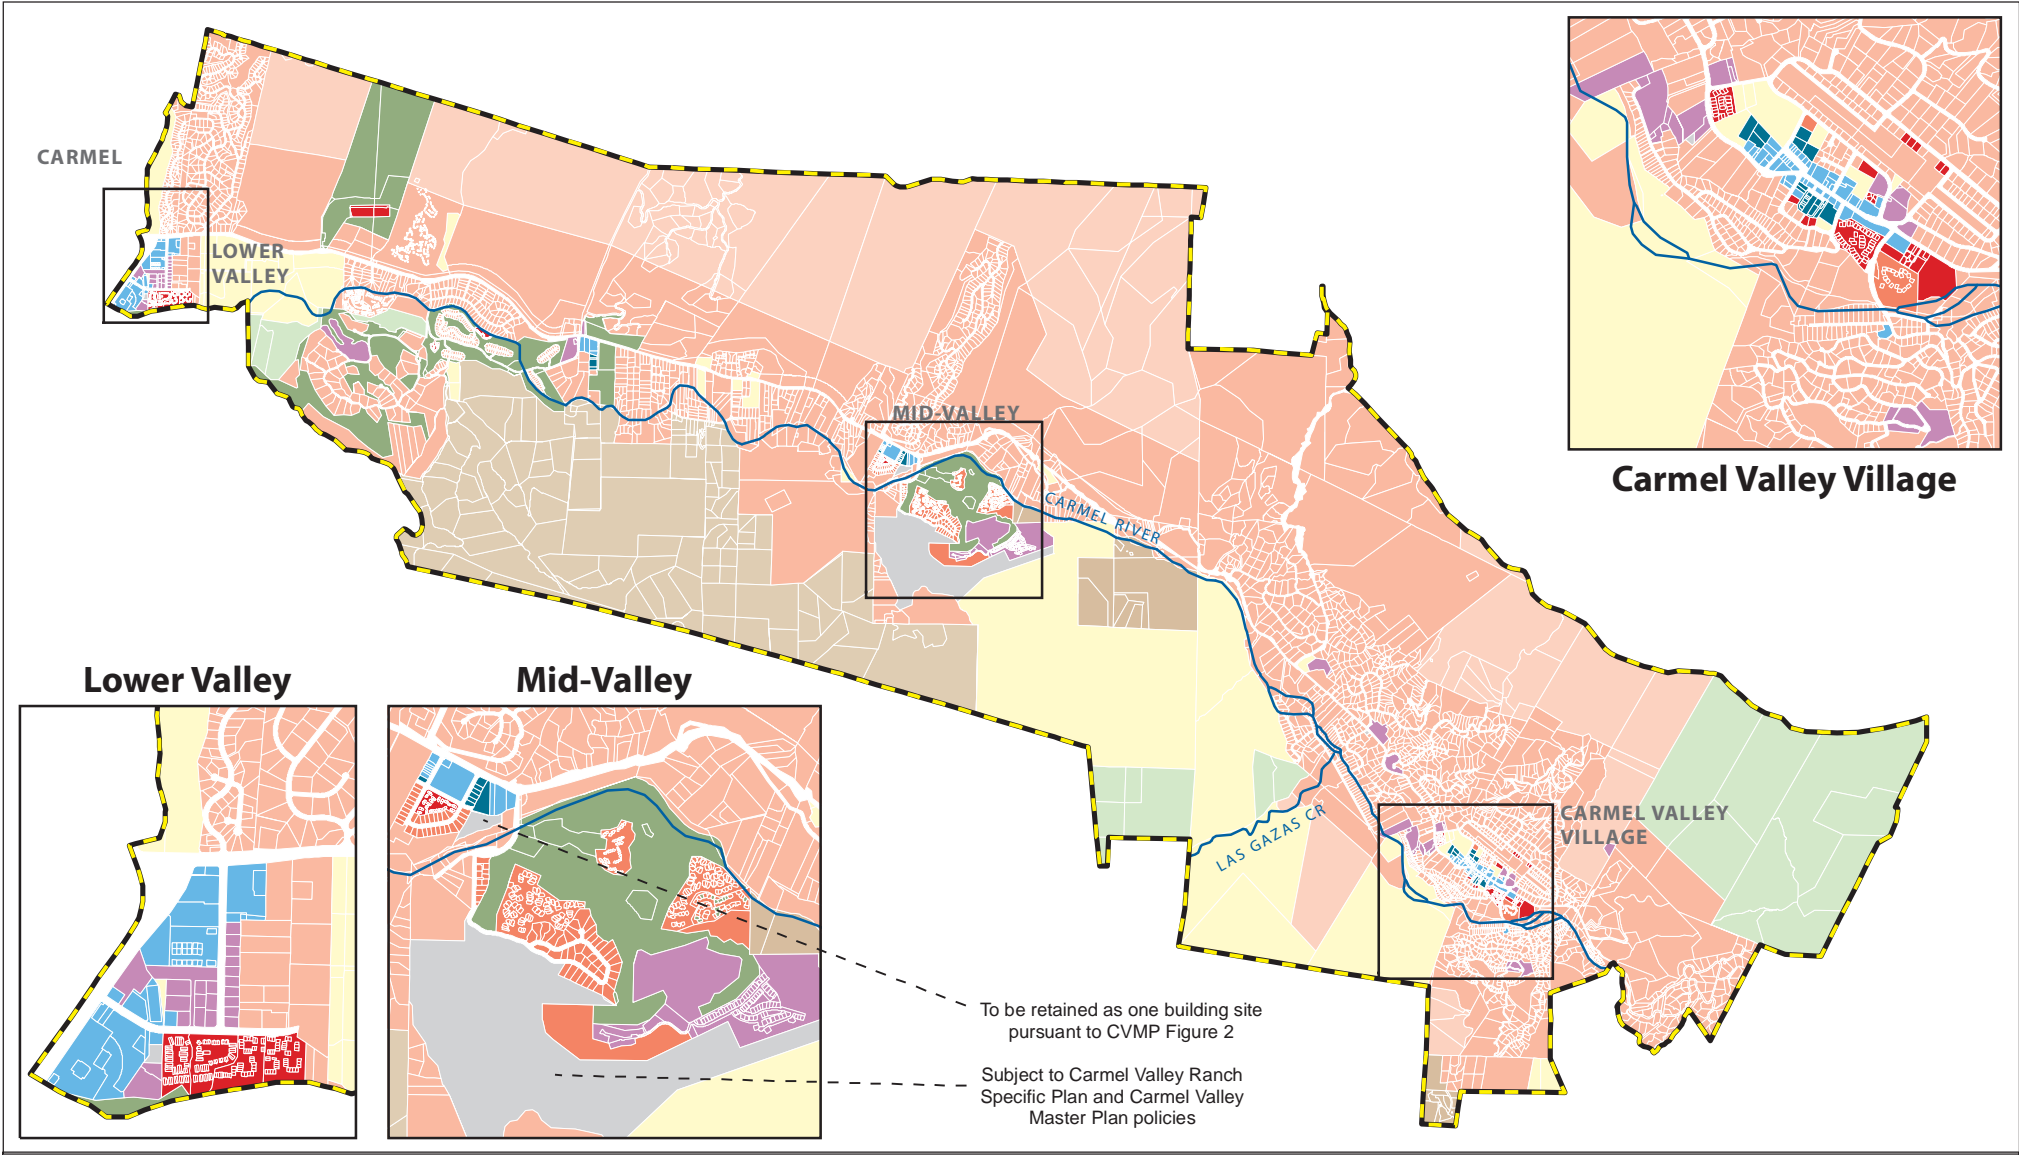 CARMEL
LOWER
VALLEY
MID-VALLEY
CARMEL RIVER
Carmel Valley Village
Lower Valley
Mid-Valley
LAS GAZAS CR
CARMEL VALLEY
VILLAGE
To be retained as one building site
pursuant to CVMP Figure 2
Subject to Carmel Valley Ranch
Specific Plan and Carmel Valley
Master Plan policies